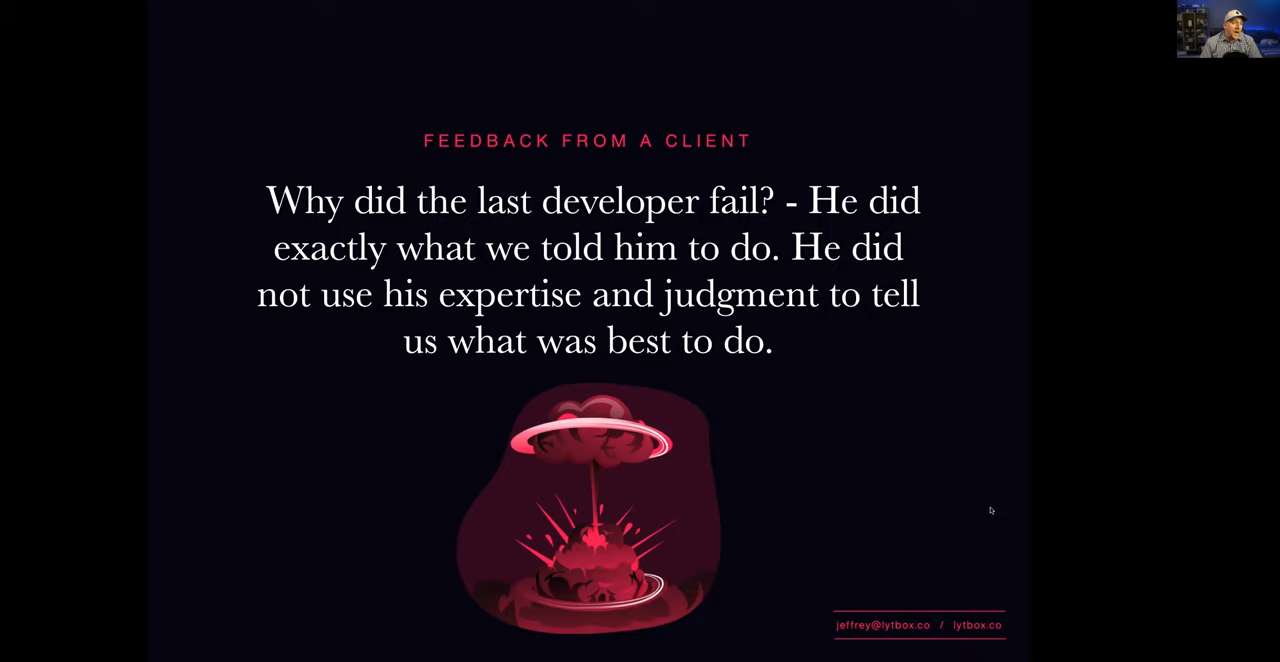 FEEDBACK FROM A CLIENT
Why did the last developer fail? - He did
exactly what we told him to do. He did
not use his expertise and judgment to tell
us what was best to do.
jeffrey@lytbox.co / lytbox.co